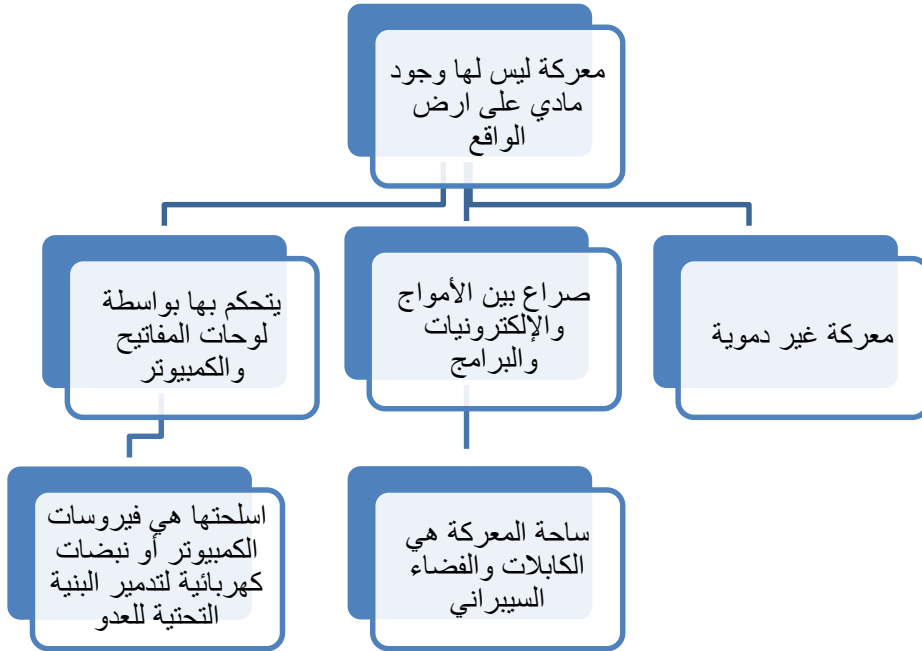 معركة ليس لها وجود
مادي على ارض
الواقع
معركة غير دموية
صراع بين الأمواج
والإلكترونيات
والبرامج
يتحكم بها بواسطة
لوحات المفاتيح
والكمبيوتر
ساحة المعركة هي
الكابلات والفضاء
السيبراني
اسلحتها هي فيروسات
الكمبيوتر أو نبضات
كهربائية لتدمير البنية
التحتية للعدو